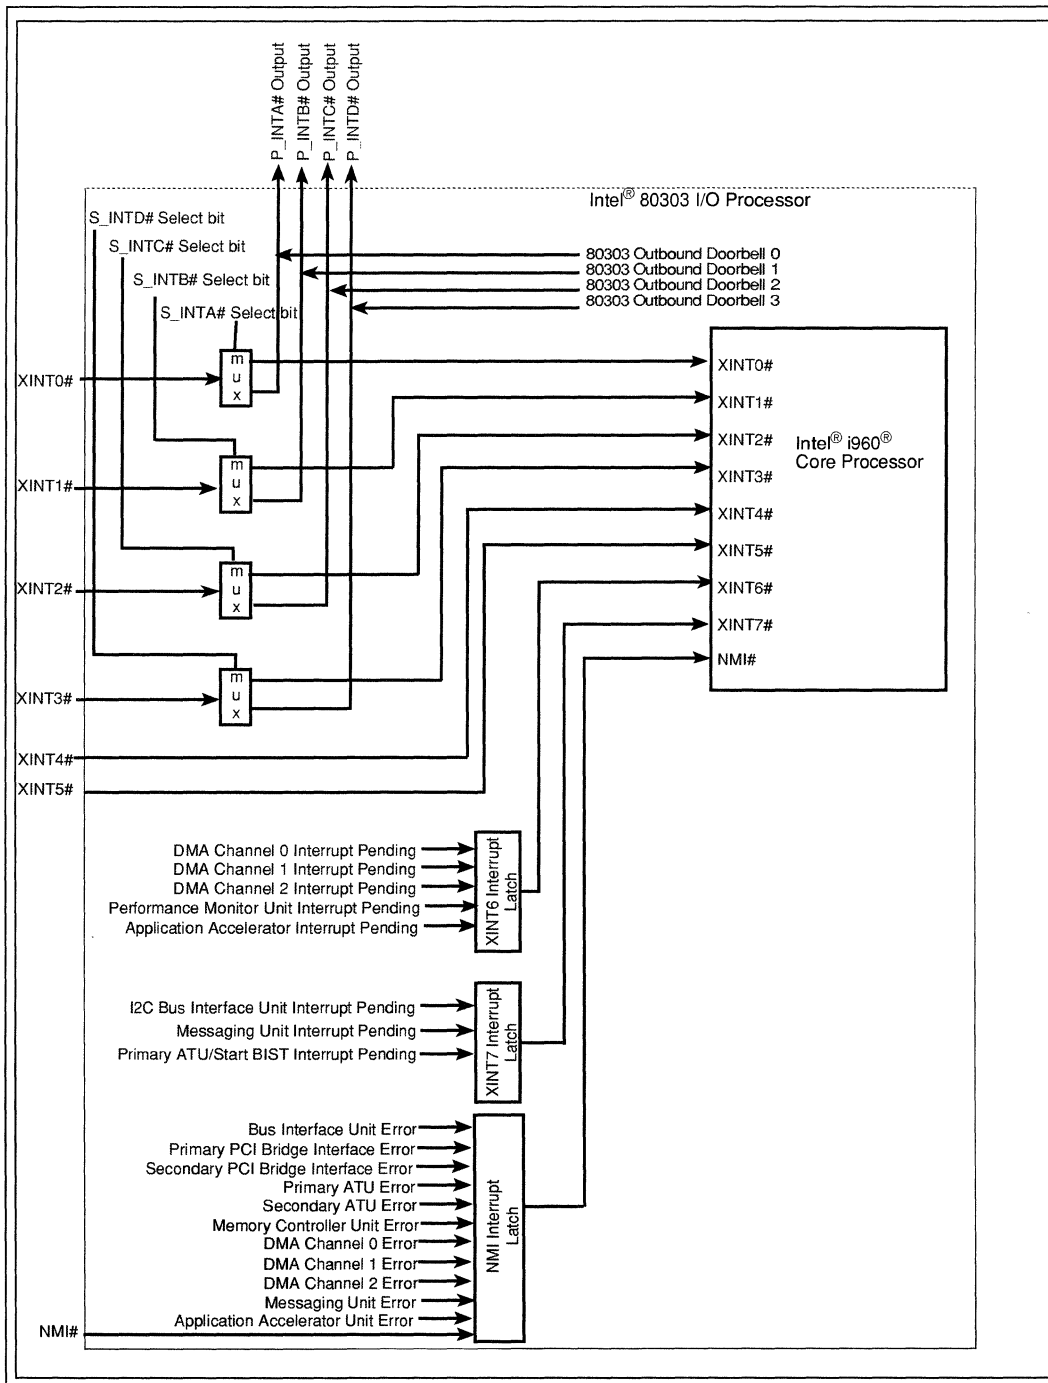 P_INTA# Output
P_INTB# Output
P_INTC# Output
P_INTD# Output
Intel® 80303 I/O Processor
S_INTD# Select bit
S_INTC# Select bit
S_INTB# Select bit
S_INTA# Select bit
80303 Outbound Doorbell 0
80303 Outbound Doorbell 1
80303 Outbound Doorbell 2
80303 Outbound Doorbell 3
XINT0#
mux
XINT1#
mux
XINT2#
mux
XINT3#
mux
XINT4#
XINT5#
XINT0#
XINT1#
XINT2#
XINT3#
XINT4#
XINT5#
XINT6#
XINT7#
NMI#
Intel® i960®
Core Processor
DMA Channel 0 Interrupt Pending
DMA Channel 1 Interrupt Pending
DMA Channel 2 Interrupt Pending
Performance Monitor Unit Interrupt Pending
Application Accelerator Interrupt Pending
XINT6 Interrupt
Latch
I2C Bus Interface Unit Interrupt Pending
Messaging Unit Interrupt Pending
Primary ATU/Start BIST Interrupt Pending
XINT7 Interrupt
Latch
Bus Interface Unit Error
Primary PCI Bridge Interface Error
Secondary PCI Bridge Interface Error
Primary ATU Error
Secondary ATU Error
Memory Controller Unit Error
DMA Channel 0 Error
DMA Channel 1 Error
DMA Channel 2 Error
Messaging Unit Error
Application Accelerator Unit Error
NMI#
NMI Interrupt
Latch